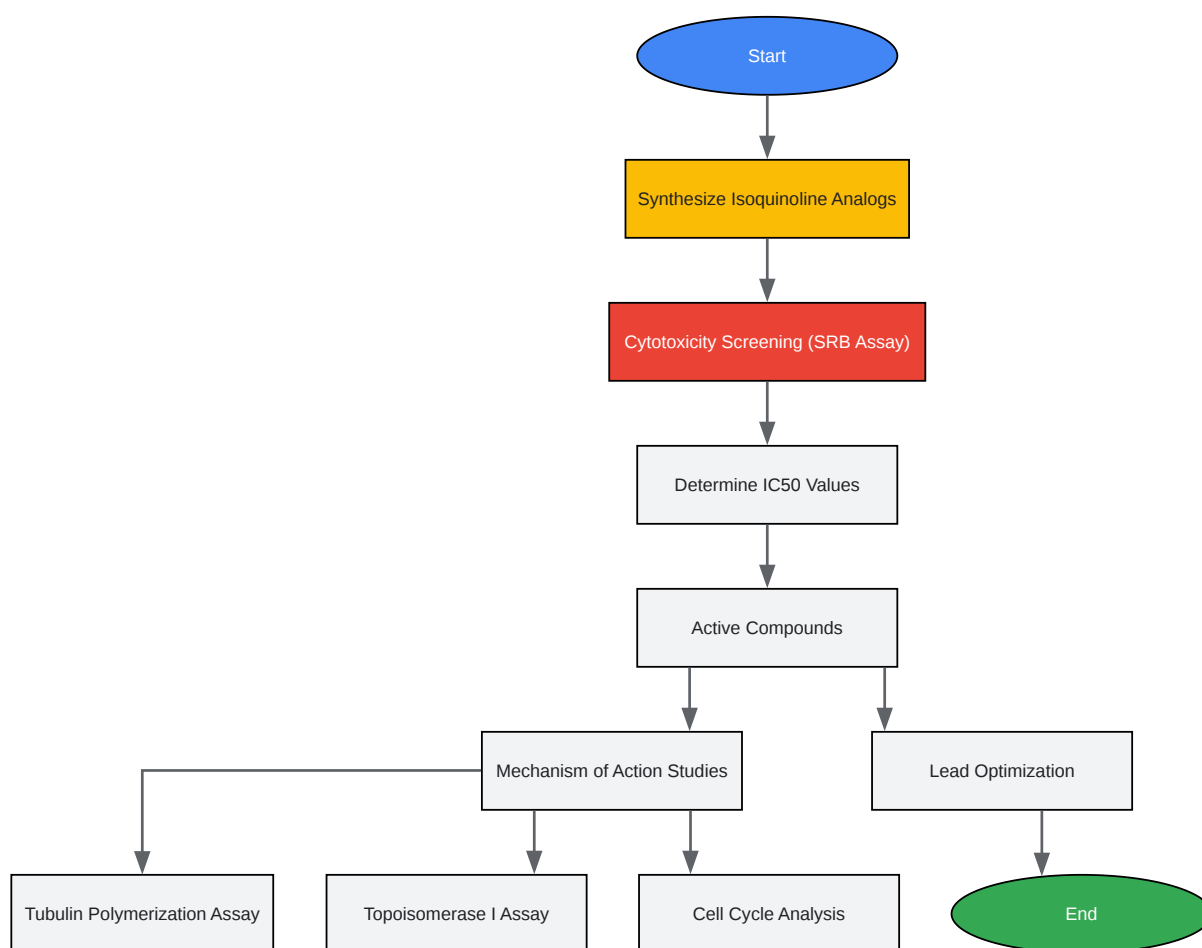 Start
Synthesize Isoquinoline Analogs
Cytotoxicity Screening (SRB Assay)
Determine IC50 Values
Active Compounds
Mechanism of Action Studies
Lead Optimization
Tubulin Polymerization Assay
Topoisomerase I Assay
Cell Cycle Analysis
End